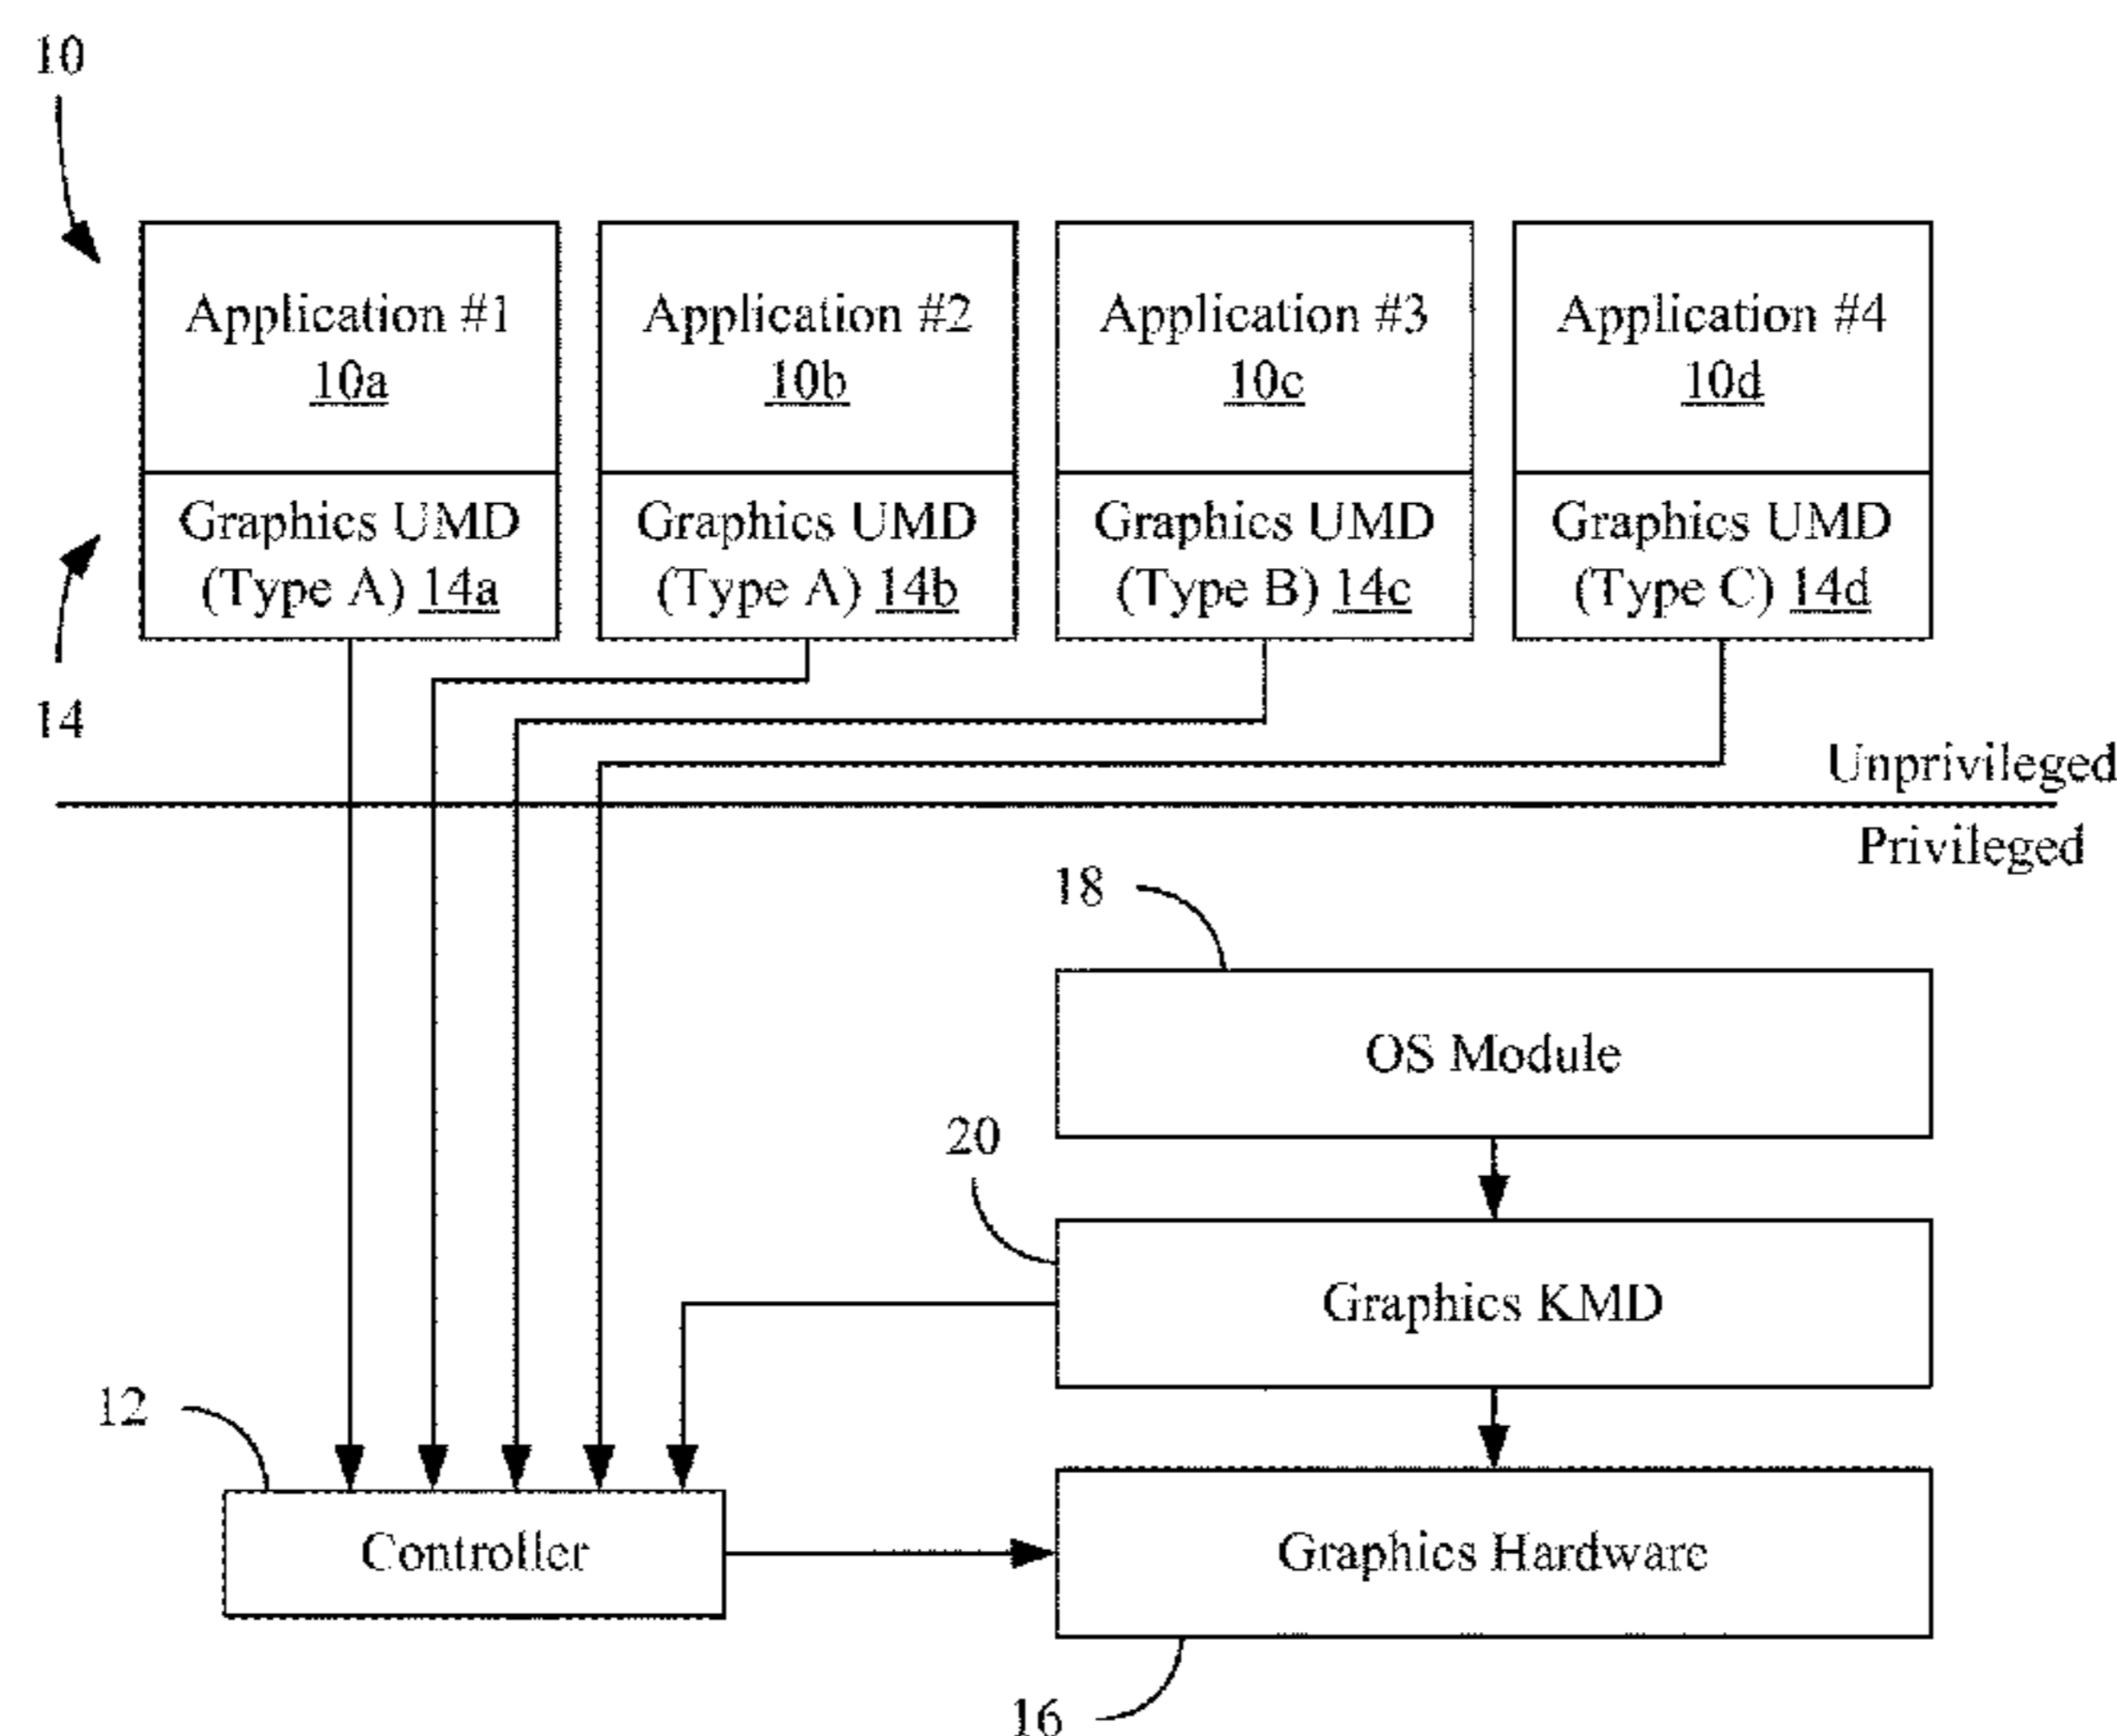 10
Application #1
10a
Application #2
10b
Application #3
10c
Application #4
10d
Graphics UMD
(Type A) 14a
Graphics UMD
(Type A) 14b
Graphics UMD
(Type B) 14c
Graphics UMD
(Type C) 14d
14
Unprivileged
Privileged
18
OS Module
20
Graphics KMD
12
Controller
Graphics Hardware
16